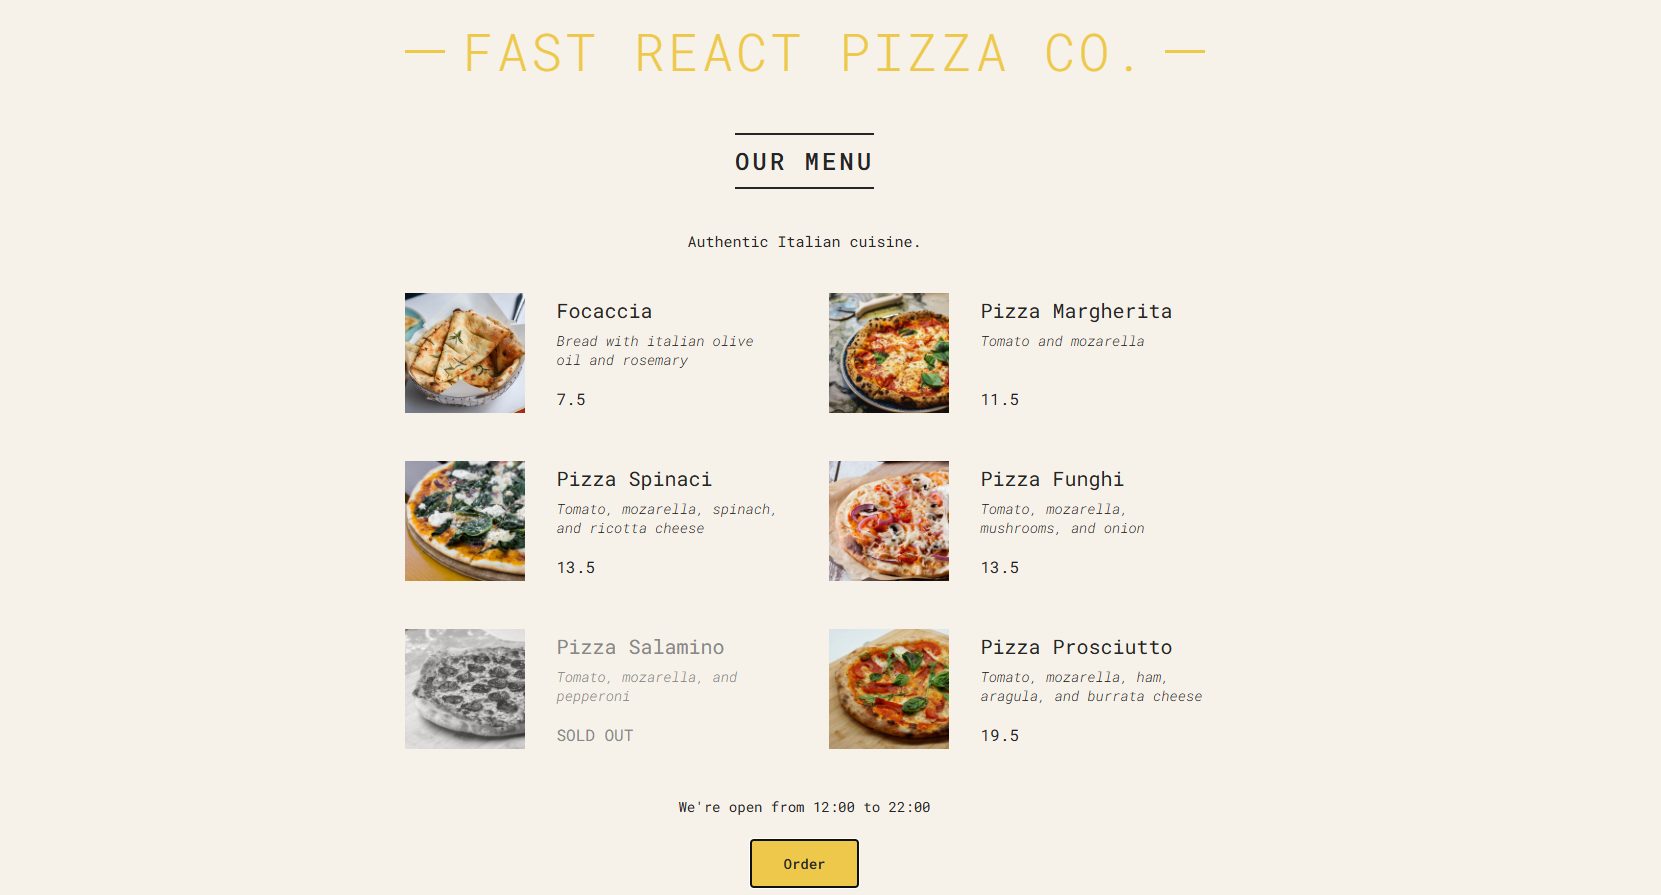 FAST REACT PIZZA CO.
OUR MENU
Authentic Italian cuisine.
Focaccia
Bread with italian olive
oil and rosemary
7.5
Pizza Margherita
Tomato and mozarella
11.5
Pizza Spinaci
Tomato, mozarella, spinach,
and ricotta cheese
13.5
Pizza Funghi
Tomato, mozarella,
mushrooms, and onion
13.5
Pizza Salamino
Tomato, mozarella, and
pepperoni
SOLD OUT
Pizza Prosciutto
Tomato, mozarella, ham,
aragula, and burrata cheese
19.5
We're open from 12:00 to 22:00
Order